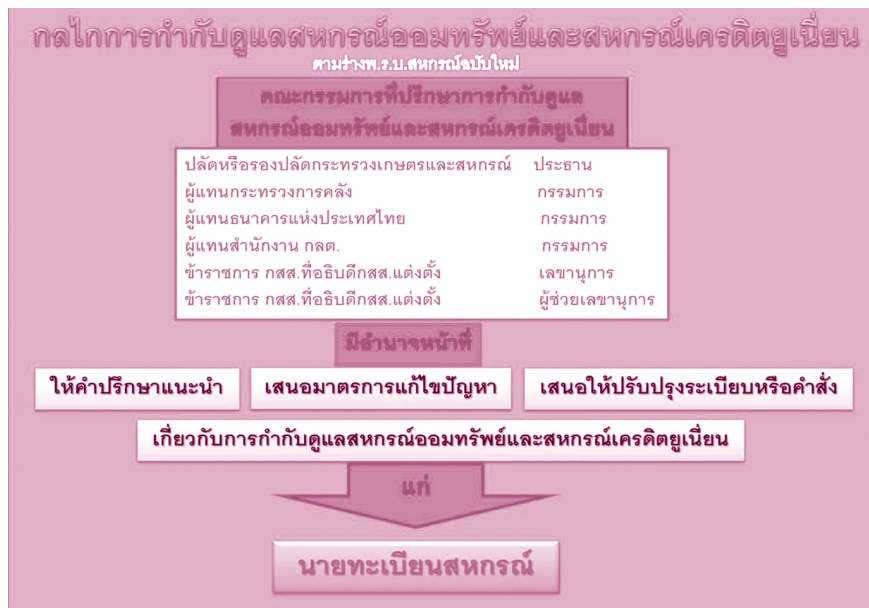 กลไกการกำกับดูแลสหกรณ์ออมทรัพย์และสหกรณ์เครดิตยูเนี่ยน
ตามร่างพ.ร.บ.สหกรณ์ฉบับใหม่
คณะกรรมการที่ปรึกษาการกำกับดูแล
สหกรณ์ออมทรัพย์และสหกรณ์เครดิตยูเนี่ยน
ปลัดหรือรองปลัดกระทรวงเกษตรและสหกรณ์ ประธาน
ผู้แทนกระทรวงการคลัง กรรมการ
ผู้แทนธนาคารแห่งประเทศไทย กรรมการ
ผู้แทนสำนักงาน กลต. กรรมการ
ข้าราชการ กสส.ที่อธิบดีกสส.แต่งตั้ง เลขานุการ
ข้าราชการ กสส.ที่อธิบดีกสส.แต่งตั้ง ผู้ช่วยเลขานุการ
มีอำนาจหน้าที่
ให้คำปรึกษาแนะนำ เสนอมาตรการแก้ไขปัญหา เสนอให้ปรับปรุงระเบียบหรือคำสั่ง
เกี่ยวกับการกำกับดูแลสหกรณ์ออมทรัพย์และสหกรณ์เครดิตยูเนี่ยน
แก่
นายทะเบียนสหกรณ์